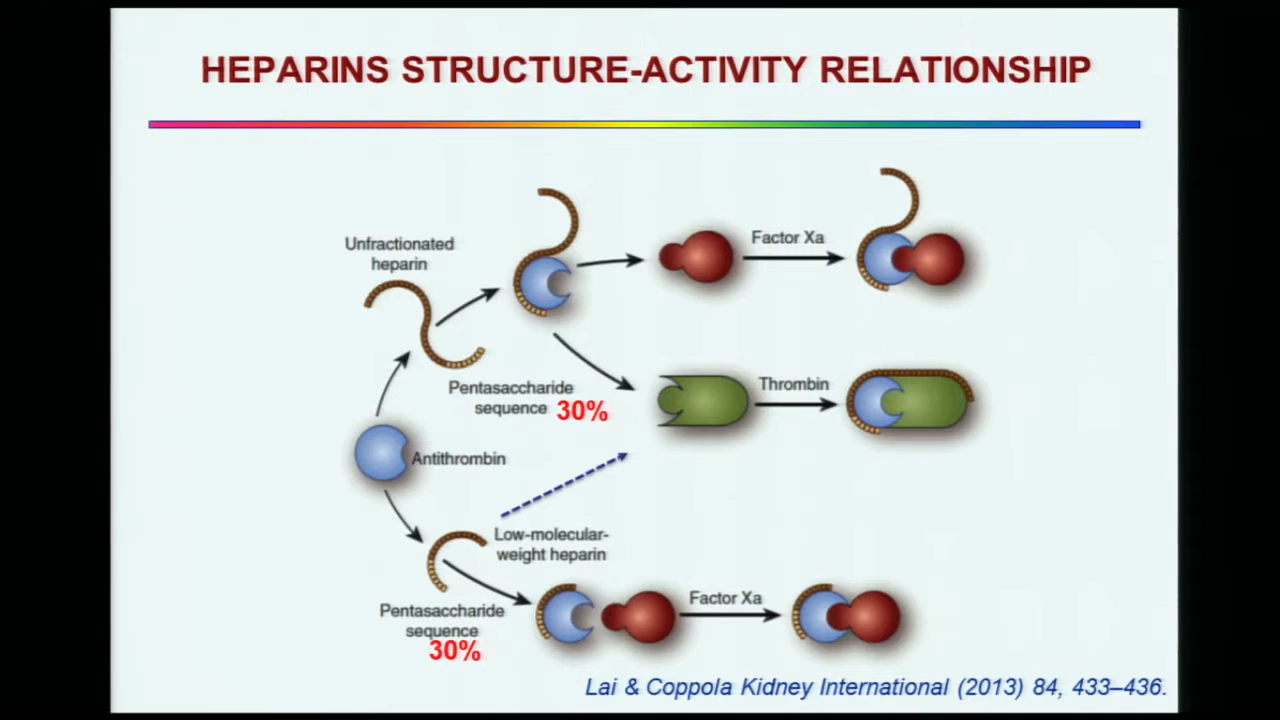 HEPARINS STRUCTURE-ACTIVITY RELATIONSHIP
Unfractionated
heparin
Factor Xa
Pentasaccharide
sequence 30%
Thrombin
Antithrombin
Low-molecular-
weight heparin
Pentasaccharide
sequence
30%
Factor Xa
Lai & Coppola Kidney International (2013) 84, 433–436.